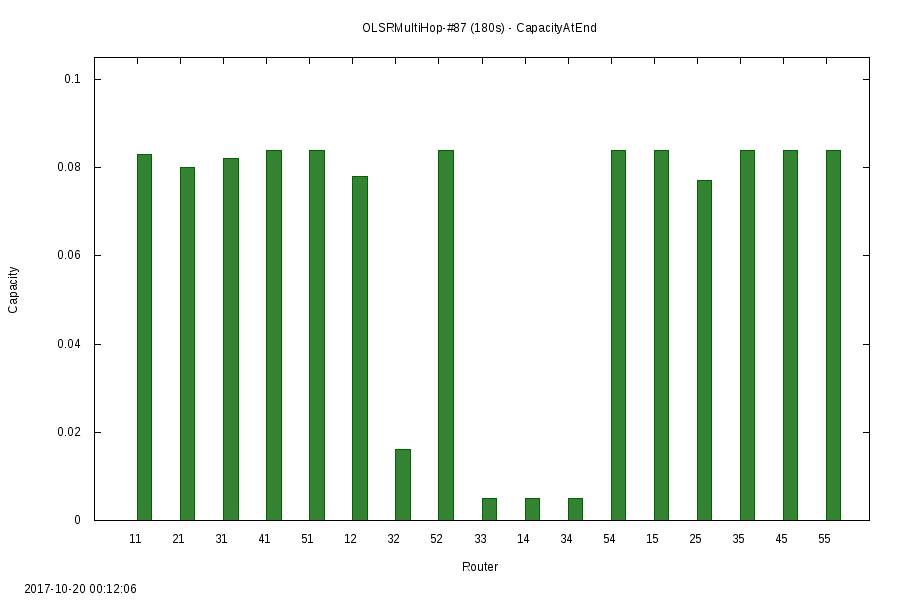 OLSRMultiHop-#87 (180s) - CapacityAtEnd
0.1
0.08
0.06
0.04
0.02
0
Capacity
11 21 31 41 51 12 32 52 33 14 34 54 15 25 35 45 55
Router
2017-10-20 00:12:06